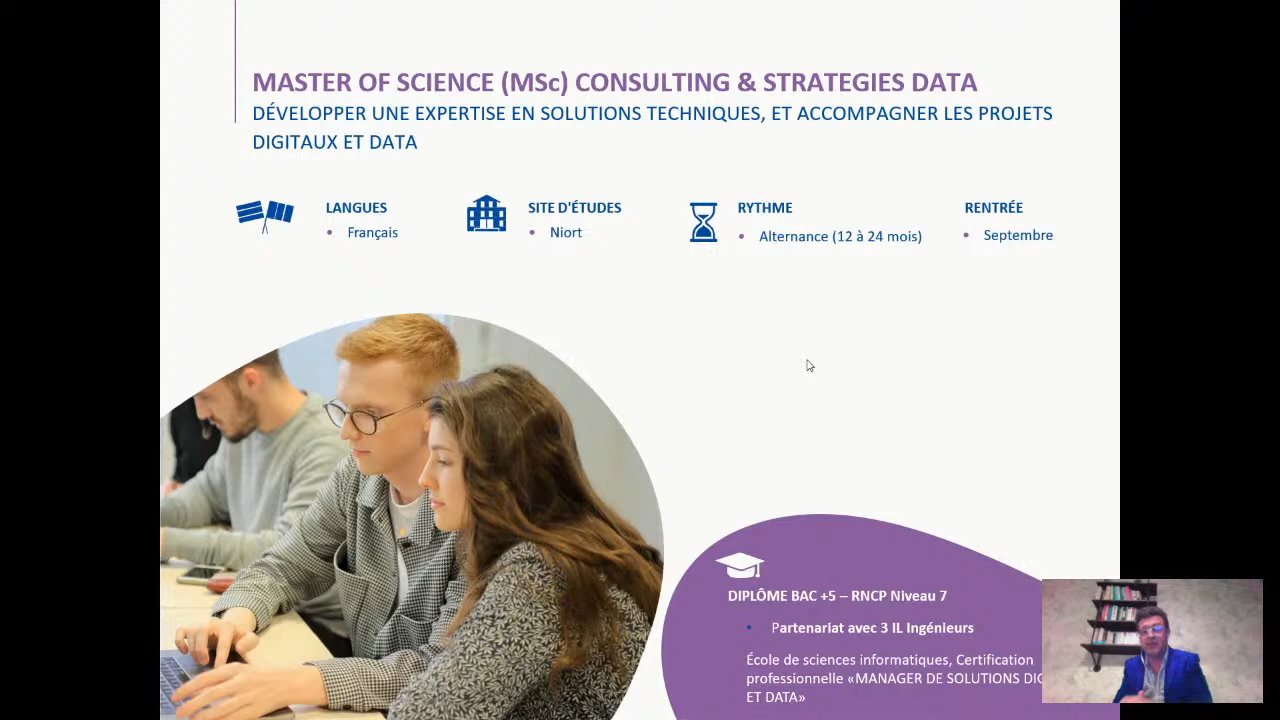 MASTER OF SCIENCE (MSc) CONSULTING & STRATEGIES DATA
DÉVELOPPER UNE EXPERTISE EN SOLUTIONS TECHNIQUES, ET ACCOMPAGNER LES PROJETS
DIGITAUX ET DATA
LANGUES
• Français
SITE D'ÉTUDES
• Niort
RYTHME
• Alternance (12 à 24 mois)
RENTRÉE
• Septembre
DIPLÔME BAC +5 – RNCP Niveau 7
• Partenariat avec 3 IL Ingénieurs
École de sciences informatiques, Certification
professionnelle «MANAGER DE SOLUTIONS
ET DATA»